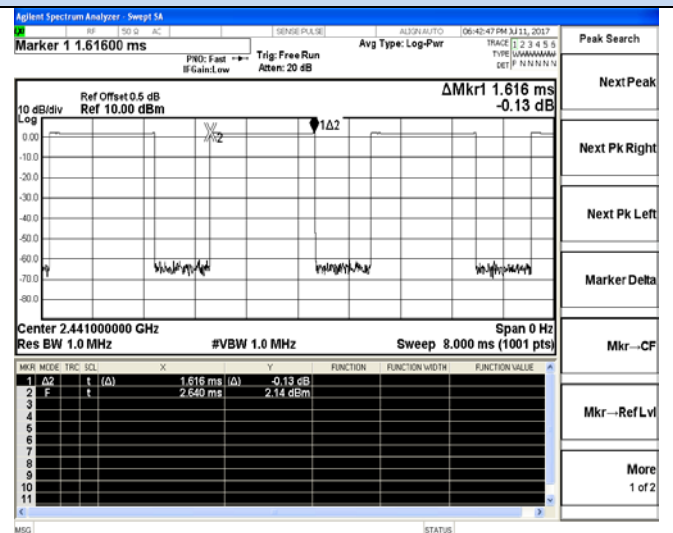 Agilent Spectrum Analyzer - Swept SA
RF 50 Ω AC SENSE:PULSE ALIGN AUTO 06:42:47 PM Jul 11, 2017
Marker 1 1.61600 ms
PNO: Fast Trig: Free Run Avg Type: Log-Pwr TRACE 1 2 3 4 5 6
TYPE
IFGain:Low Atten: 20 dB DET P N N N N N
Peak Search
Next Peak
Next Pk Right
Next Pk Left
Marker Delta
Mkr→CF
Mkr→Ref Lvl
More
1 of 2
Ref Offset 0.5 dB ΔMkr1 1.616 ms
10 dB/div Ref 10.00 dBm -0.13 dB
Log
0.00
-10.0
-20.0
-30.0
-40.0
-50.0
-60.0
-70.0
-80.0
1Δ2
2
Center 2.441000000 GHz Span 0 Hz
Res BW 1.0 MHz #VBW 1.0 MHz Sweep 8.000 ms (1001 pts)
MKR MODE TRC SCL X Y FUNCTION FUNCTION WIDTH FUNCTION VALUE
1 Δ2 t (Δ) 1.616 ms (Δ) -0.13 dB
2 F t 2.640 ms 2.14 dBm
3
4
5
6
7
8
9
10
11
MSG STATUS